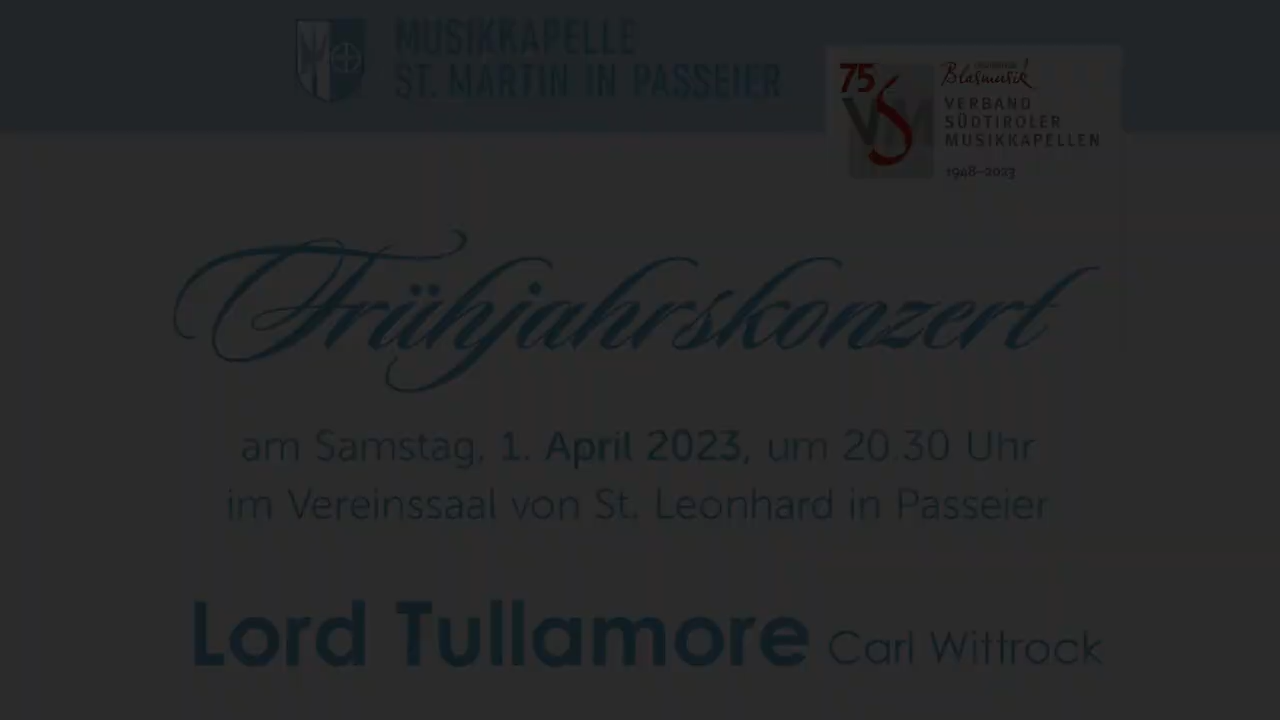 MUSIKKAPELLE
ST. MARTIN IN PASSEIER
75
Blasmusik
VSM
VERBAND
SÜDTIROLER
MUSIKKAPELLEN
1948–2023
Frühjahrskonzert
am Samstag, 1. April 2023, um 20.30 Uhr
im Vereinssaal von St. Leonhard in Passeier
Lord Tullamore Carl Wittrock